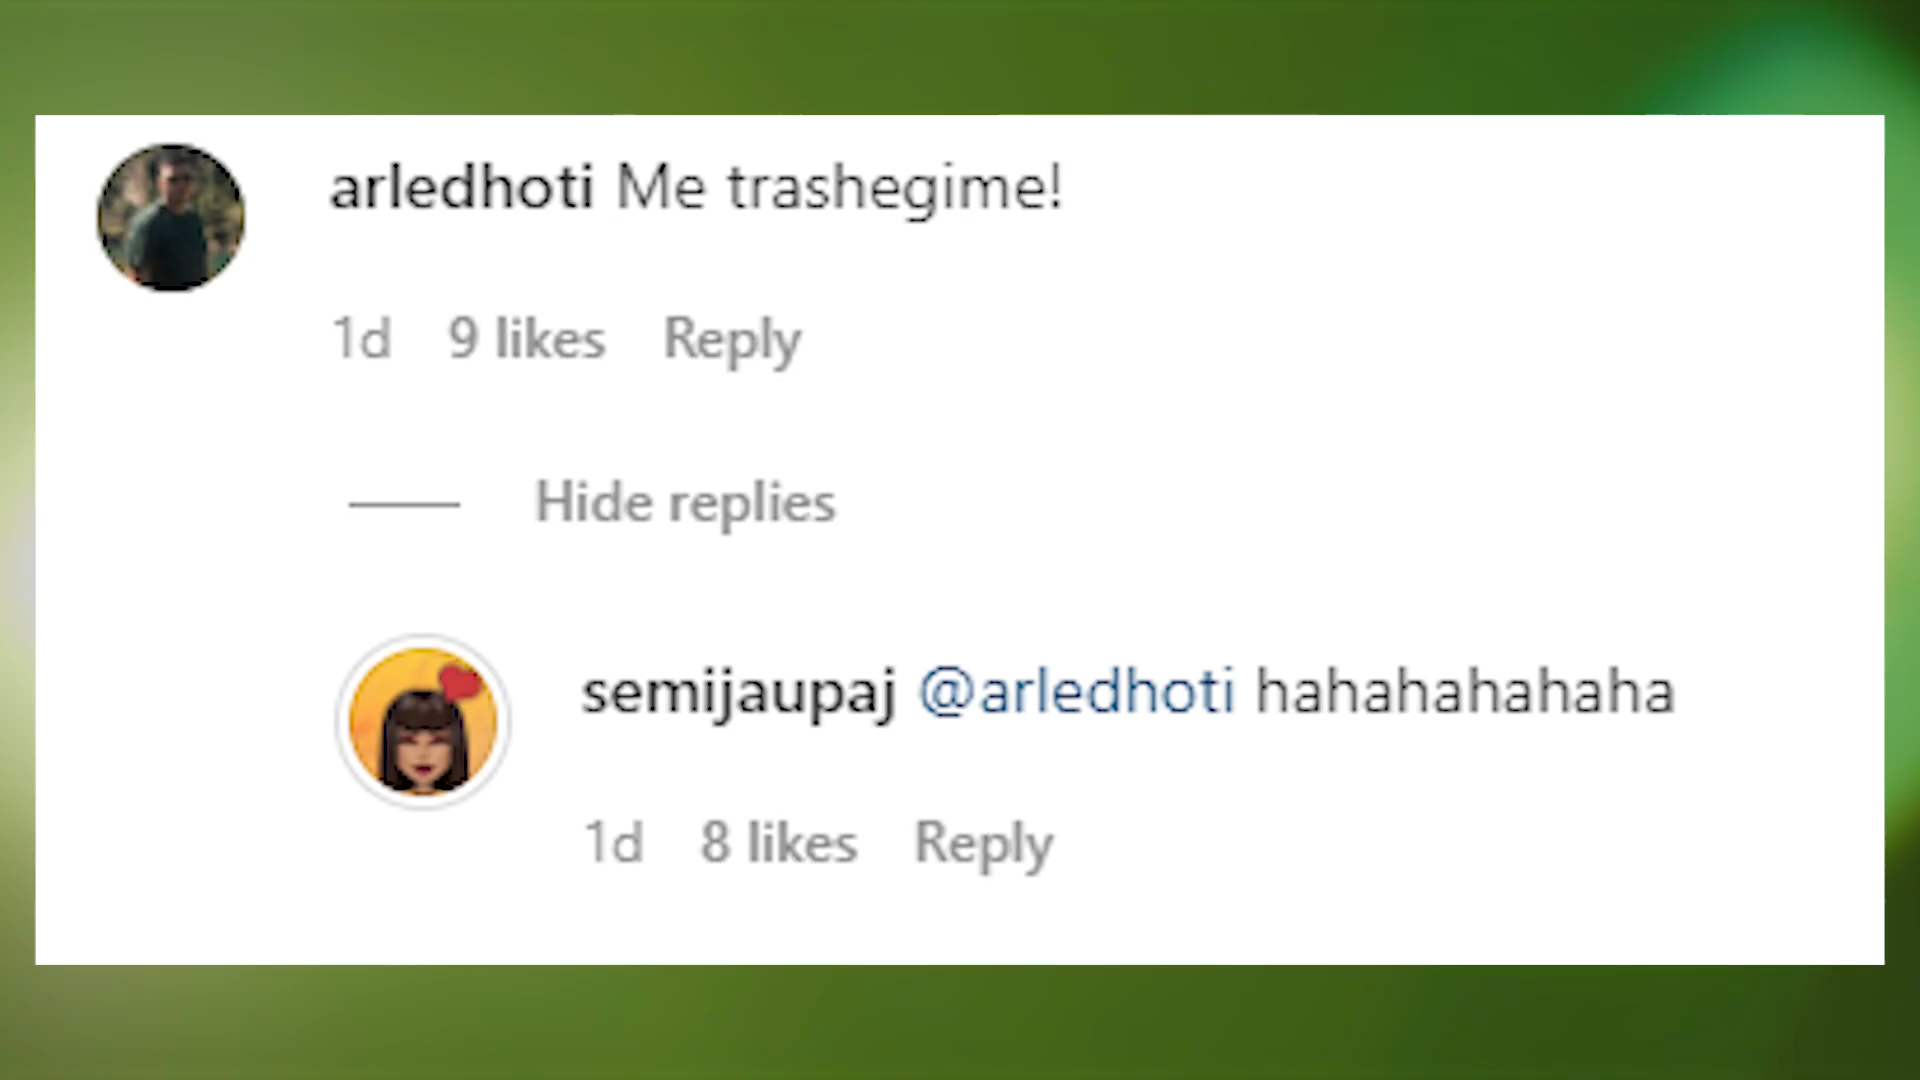 arledhoti Me trashegime!
1d 9 likes Reply
Hide replies
semijaupaj @arledhoti hahahahahaha
1d 8 likes Reply